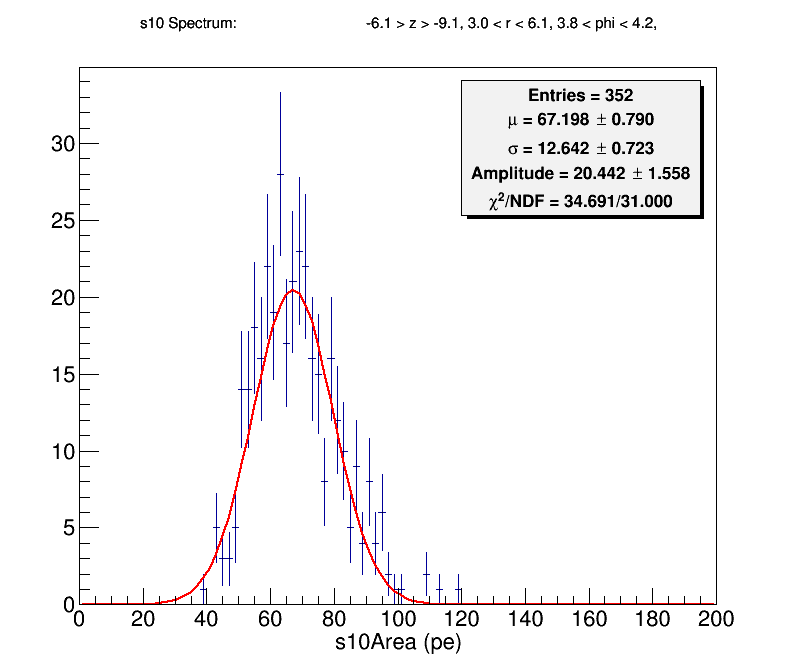 s10 Spectrum: -6.1 > z > -9.1, 3.0 < r < 6.1, 3.8 < phi < 4.2,
Entries = 352
μ = 67.198 ± 0.790
σ = 12.642 ± 0.723
Amplitude = 20.442 ± 1.558
χ²/NDF = 34.691/31.000
30
25
20
15
10
5
0
0 20 40 60 80 100 120 140 160 180 200
s10Area (pe)